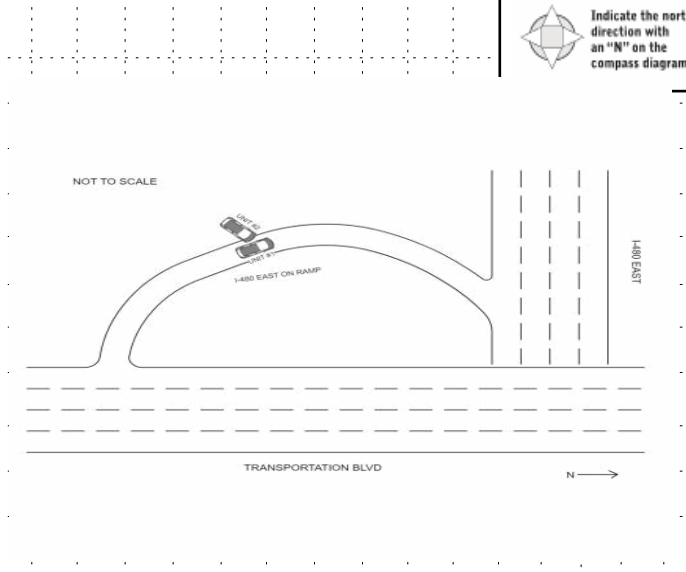 Indicate the nort
direction with
an “N” on the
compass diagram
NOT TO SCALE
UNIT #2
UNIT #1
I-480 EAST ON RAMP
I-480 EAST
TRANSPORTATION BLVD
N